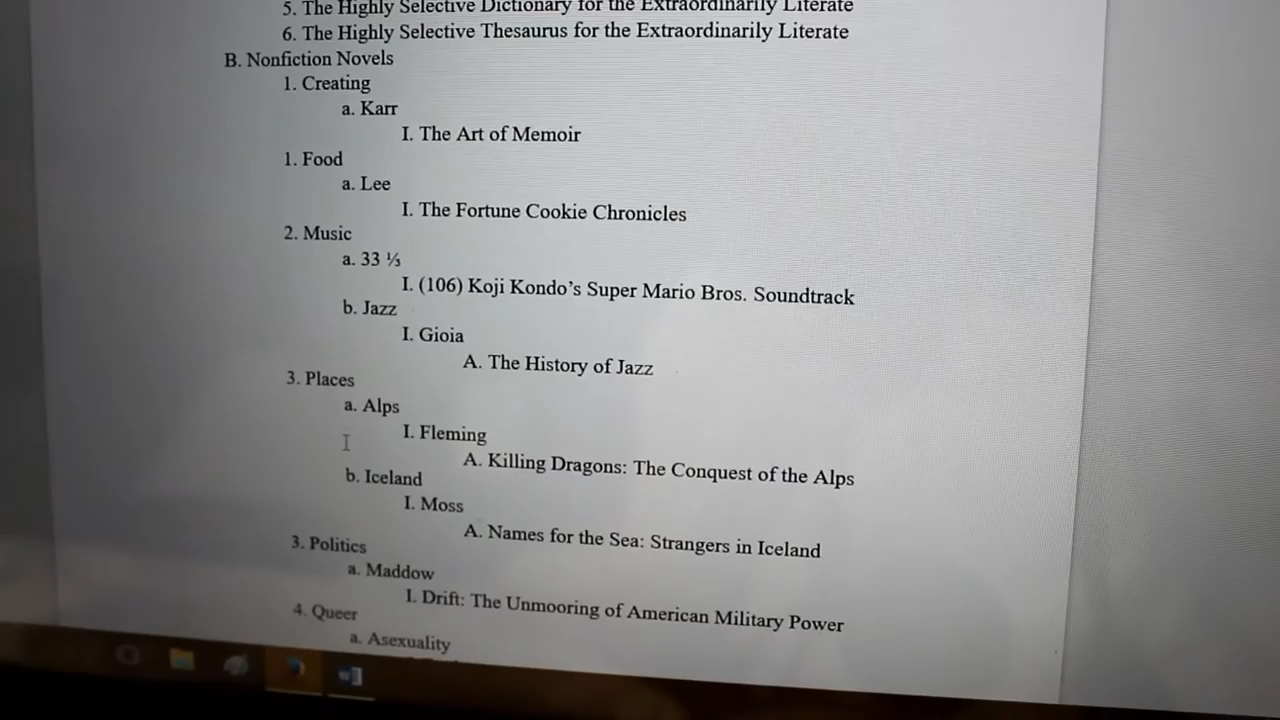 5. The Highly Selective Dictionary for the Extraordinarily Literate
6. The Highly Selective Thesaurus for the Extraordinarily Literate
B. Nonfiction Novels
1. Creating
a. Karr
I. The Art of Memoir
1. Food
a. Lee
I. The Fortune Cookie Chronicles
2. Music
a. 33 ⅓
I. (106) Koji Kondo's Super Mario Bros. Soundtrack
b. Jazz
I. Gioia
A. The History of Jazz
3. Places
a. Alps
I. Fleming
A. Killing Dragons: The Conquest of the Alps
b. Iceland
I. Moss
A. Names for the Sea: Strangers in Iceland
3. Politics
a. Maddow
I. Drift: The Unmooring of American Military Power
4. Queer
a. Asexuality